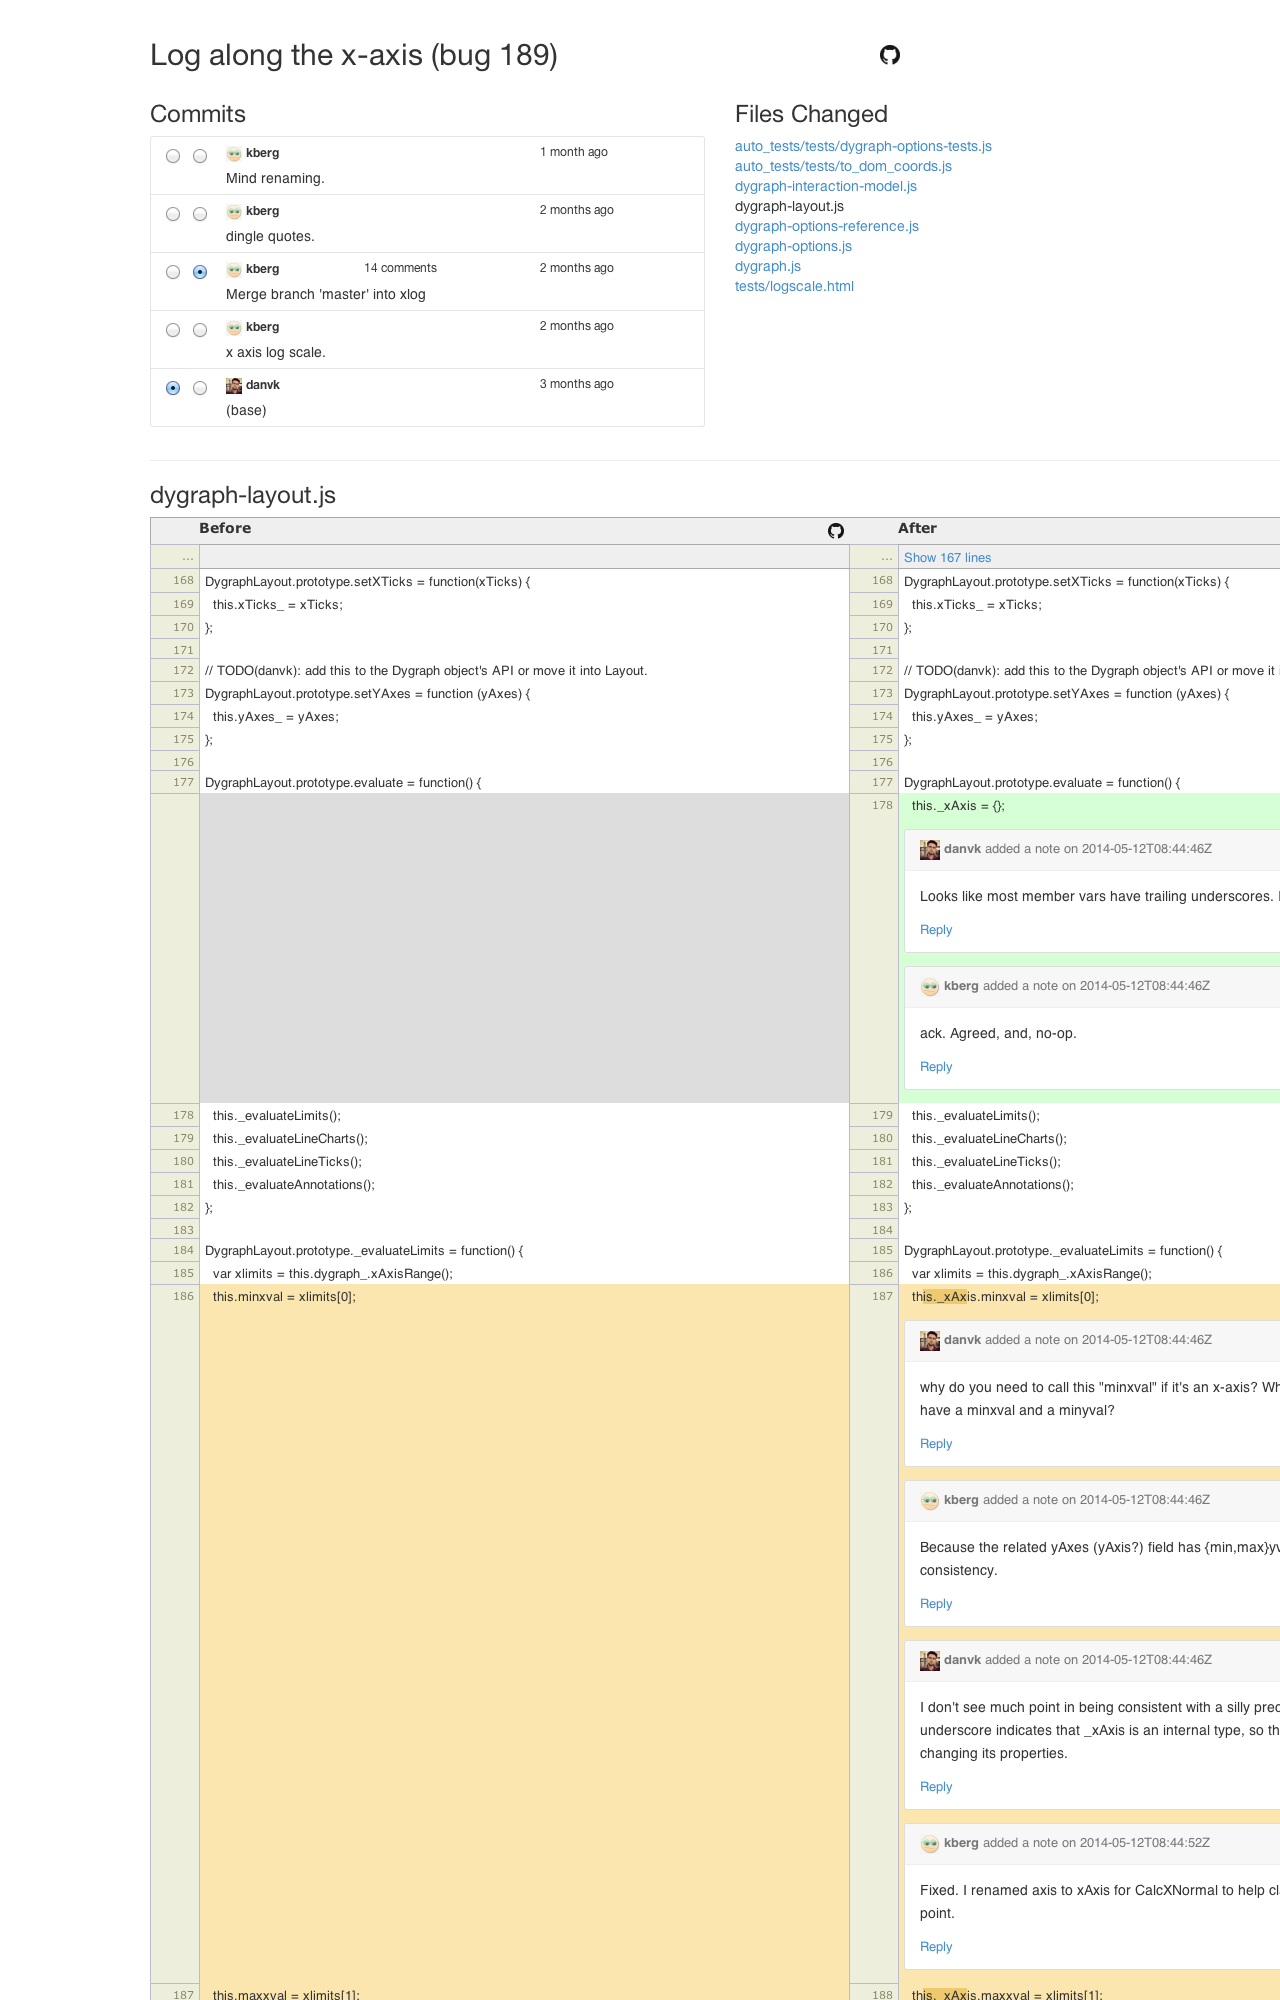 Log along the x-axis (bug 189)
Commits
kberg 1 month ago
Mind renaming.
kberg 2 months ago
dingle quotes.
kberg 14 comments 2 months ago
Merge branch 'master' into xlog
kberg 2 months ago
x axis log scale.
danvk 3 months ago
(base)
Files Changed
auto_tests/tests/dygraph-options-tests.js
auto_tests/tests/to_dom_coords.js
dygraph-interaction-model.js
dygraph-layout.js
dygraph-options-reference.js
dygraph-options.js
dygraph.js
tests/logscale.html
dygraph-layout.js
Before After
... ... Show 167 lines
168 DygraphLayout.prototype.setXTicks = function(xTicks) { 168 DygraphLayout.prototype.setXTicks = function(xTicks) {
169 this.xTicks_ = xTicks; 169 this.xTicks_ = xTicks;
170 }; 170 };
171 171
172 // TODO(danvk): add this to the Dygraph object's API or move it into Layout. 172 // TODO(danvk): add this to the Dygraph object's API or move it
173 DygraphLayout.prototype.setYAxes = function (yAxes) { 173 DygraphLayout.prototype.setYAxes = function (yAxes) {
174 this.yAxes_ = yAxes; 174 this.yAxes_ = yAxes;
175 }; 175 };
176 176
177 DygraphLayout.prototype.evaluate = function() { 177 DygraphLayout.prototype.evaluate = function() {
178 this._xAxis = {};
danvk added a note on 2014-05-12T08:44:46Z
Looks like most member vars have trailing underscores.
Reply
kberg added a note on 2014-05-12T08:44:46Z
ack. Agreed, and, no-op.
Reply
178 this._evaluateLimits(); 179 this._evaluateLimits();
179 this._evaluateLineCharts(); 180 this._evaluateLineCharts();
180 this._evaluateLineTicks(); 181 this._evaluateLineTicks();
181 this._evaluateAnnotations(); 182 this._evaluateAnnotations();
182 }; 183 };
183 184
184 DygraphLayout.prototype._evaluateLimits = function() { 185 DygraphLayout.prototype._evaluateLimits = function() {
185 var xlimits = this.dygraph_.xAxisRange(); 186 var xlimits = this.dygraph_.xAxisRange();
186 this.minxval = xlimits[0]; 187 this._xAxis.minxval = xlimits[0];
danvk added a note on 2014-05-12T08:44:46Z
why do you need to call this "minxval" if it's an x-axis?
have a minxval and a minyval?
Reply
kberg added a note on 2014-05-12T08:44:46Z
Because the related yAxes (yAxis?) field has {min,max}yv
consistency.
Reply
danvk added a note on 2014-05-12T08:44:46Z
I don't see much point in being consistent with a silly
underscore indicates that _xAxis is an internal type, so
changing its properties.
Reply
kberg added a note on 2014-05-12T08:44:52Z
Fixed. I renamed axis to xAxis for CalcXNormal to help
point.
Reply
187 this.maxxval = xlimits[1]; 188 this._xAxis.maxxval = xlimits[1];